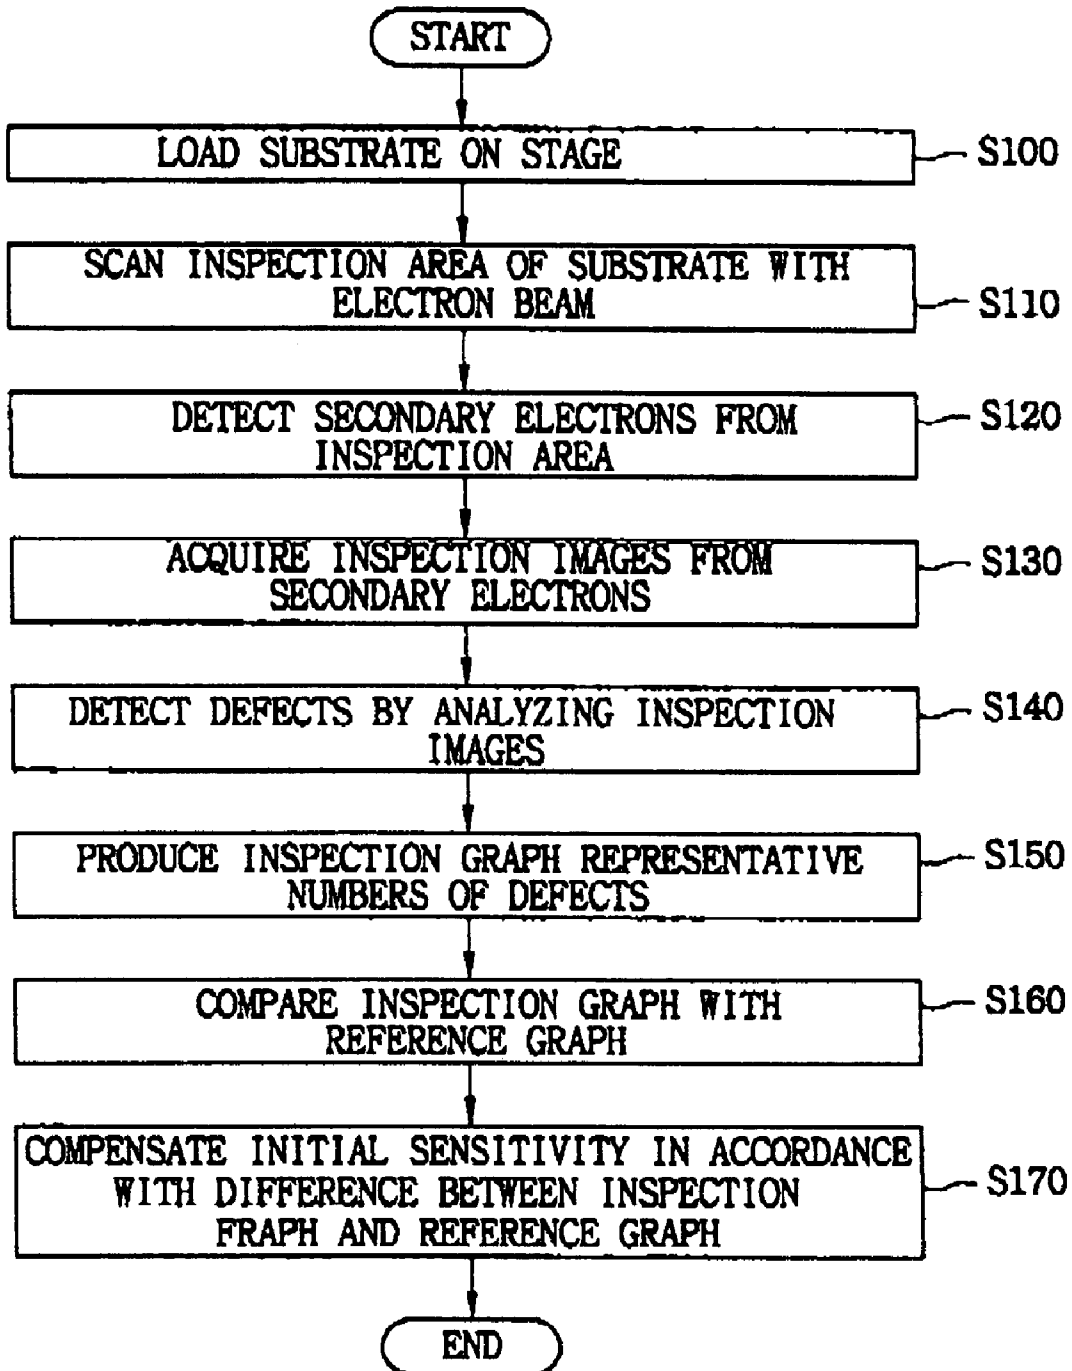 START
LOAD SUBSTRATE ON STAGE
S100
SCAN INSPECTION AREA OF SUBSTRATE WITH
ELECTRON BEAM
S110
DETECT SECONDARY ELECTRONS FROM
INSPECTION AREA
S120
ACQUIRE INSPECTION IMAGES FROM
SECONDARY ELECTRONS
S130
DETECT DEFECTS BY ANALYZING INSPECTION
IMAGES
S140
PRODUCE INSPECTION GRAPH REPRESENTATIVE
NUMBERS OF DEFECTS
S150
COMPARE INSPECTION GRAPH WITH
REFERENCE GRAPH
S160
COMPENSATE INITIAL SENSITIVITY IN ACCORDANCE
WITH DIFFERENCE BETWEEN INSPECTION
FRAPH AND REFERENCE GRAPH
S170
END